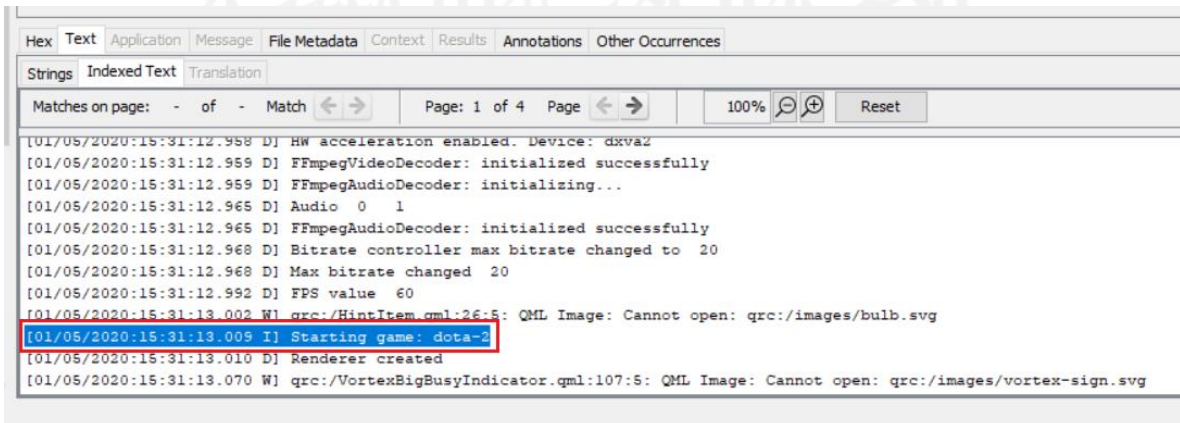 Hex Text Application Message File Metadata Context Results Annotations Other Occurrences
Strings Indexed Text Translation
Matches on page: - of - Match Page: 1 of 4 Page 100% Reset
[01/05/2020:15:31:12.958 D] HW acceleration enabled. Device: dxva2
[01/05/2020:15:31:12.959 D] FFmpegVideoDecoder: initialized successfully
[01/05/2020:15:31:12.959 D] FFmpegAudioDecoder: initializing...
[01/05/2020:15:31:12.965 D] Audio 0 1
[01/05/2020:15:31:12.965 D] FFmpegAudioDecoder: initialized successfully
[01/05/2020:15:31:12.968 D] Bitrate controller max bitrate changed to 20
[01/05/2020:15:31:12.968 D] Max bitrate changed 20
[01/05/2020:15:31:12.992 D] FPS value 60
[01/05/2020:15:31:13.002 W] qrc:/HintItem.qml:26:5: QML Image: Cannot open: qrc:/images/bulb.svg
[01/05/2020:15:31:13.009 I] Starting game: dota-2
[01/05/2020:15:31:13.010 D] Renderer created
[01/05/2020:15:31:13.070 W] qrc:/VortexBigBusyIndicator.qml:107:5: QML Image: Cannot open: qrc:/images/vortex-sign.svg